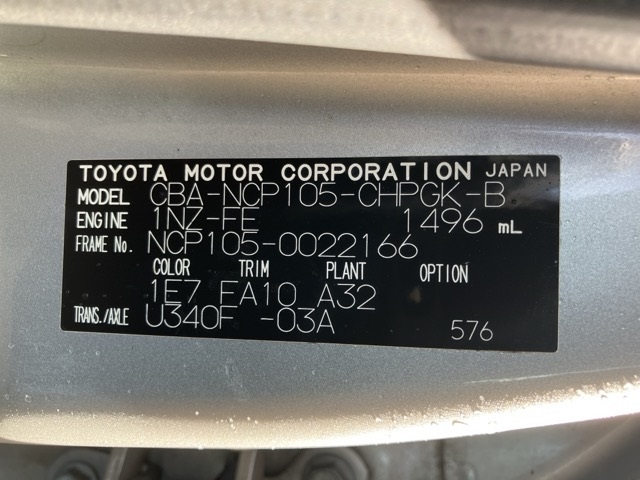 TOYOTA MOTOR CORPORATION JAPAN
MODEL CBA-NCP105-CHPGK-B
ENGINE 1NZ-FE 1496 mL
FRAME No. NCP105-0022166
COLOR TRIM PLANT OPTION
1E7 FA10 A32
TRANS./AXLE U340F -03A
576